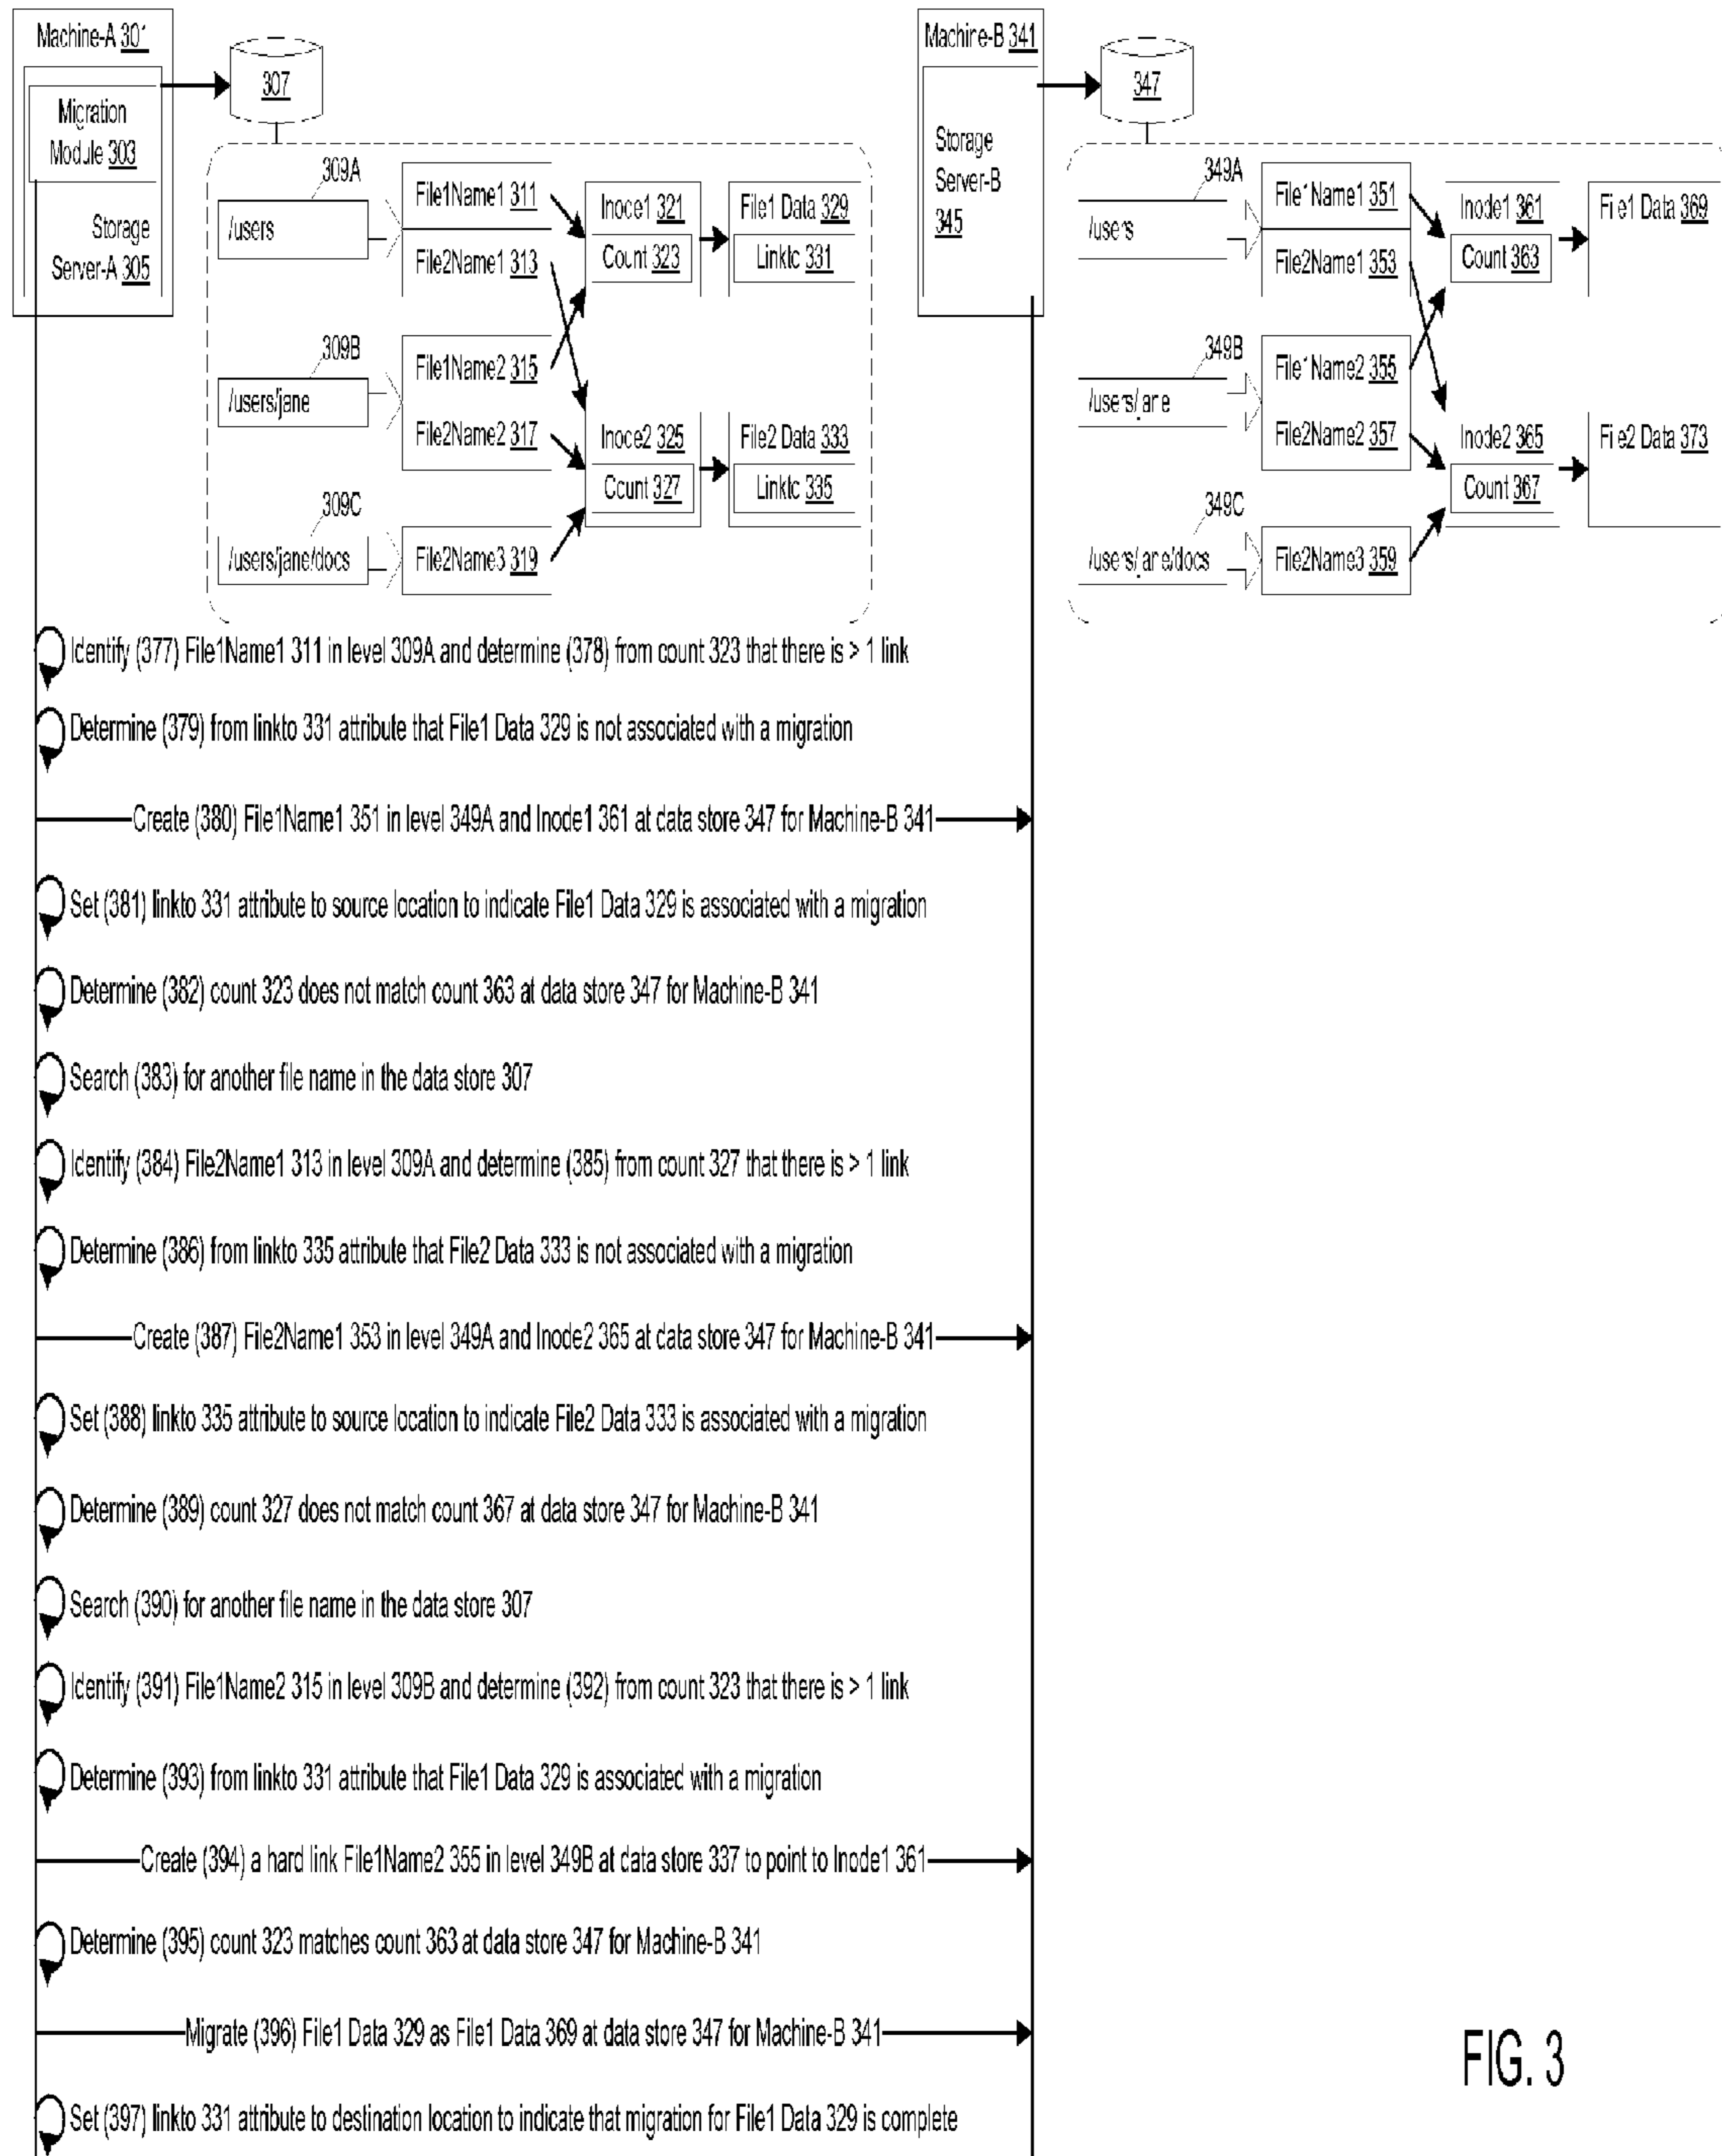 Machine-A 301
Migration
Module 303
Storage
Server-A 305
307
309A
/users
File1Name1 311
File2Name1 313
Inode1 321
Count 323
File1 Data 329
Linkto 331
309B
/users/jane
File1Name2 315
File2Name2 317
Inode2 325
Count 327
File2 Data 333
Linkto 335
309C
/users/jane/docs
File2Name3 319
Machine-B 341
Storage
Server-B
345
347
349A
/users
File1Name1 351
File2Name1 353
Inode1 361
Count 363
File1 Data 369
349B
/users/jane
File1Name2 355
File2Name2 357
Inode2 365
Count 367
File2 Data 373
349C
/users/jane/docs
File2Name3 359
Identify (377) File1Name1 311 in level 309A and determine (378) from count 323 that there is > 1 link
Determine (379) from linkto 331 attribute that File1 Data 329 is not associated with a migration
Create (380) File1Name1 351 in level 349A and Inode1 361 at data store 347 for Machine-B 341
Set (381) linkto 331 attribute to source location to indicate File1 Data 329 is associated with a migration
Determine (382) count 323 does not match count 363 at data store 347 for Machine-B 341
Search (383) for another file name in the data store 307
Identify (384) File2Name1 313 in level 309A and determine (385) from count 327 that there is > 1 link
Determine (386) from linkto 335 attribute that File2 Data 333 is not associated with a migration
Create (387) File2Name1 353 in level 349A and Inode2 365 at data store 347 for Machine-B 341
Set (388) linkto 335 attribute to source location to indicate File2 Data 333 is associated with a migration
Determine (389) count 327 does not match count 367 at data store 347 for Machine-B 341
Search (390) for another file name in the data store 307
Identify (391) File1Name2 315 in level 309B and determine (392) from count 323 that there is > 1 link
Determine (393) from linkto 331 attribute that File1 Data 329 is associated with a migration
Create (394) a hard link File1Name2 355 in level 349B at data store 337 to point to Inode1 361
Determine (395) count 323 matches count 363 at data store 347 for Machine-B 341
Migrate (396) File1 Data 329 as File1 Data 369 at data store 347 for Machine-B 341
Set (397) linkto 331 attribute to destination location to indicate that migration for File1 Data 329 is complete
FIG. 3